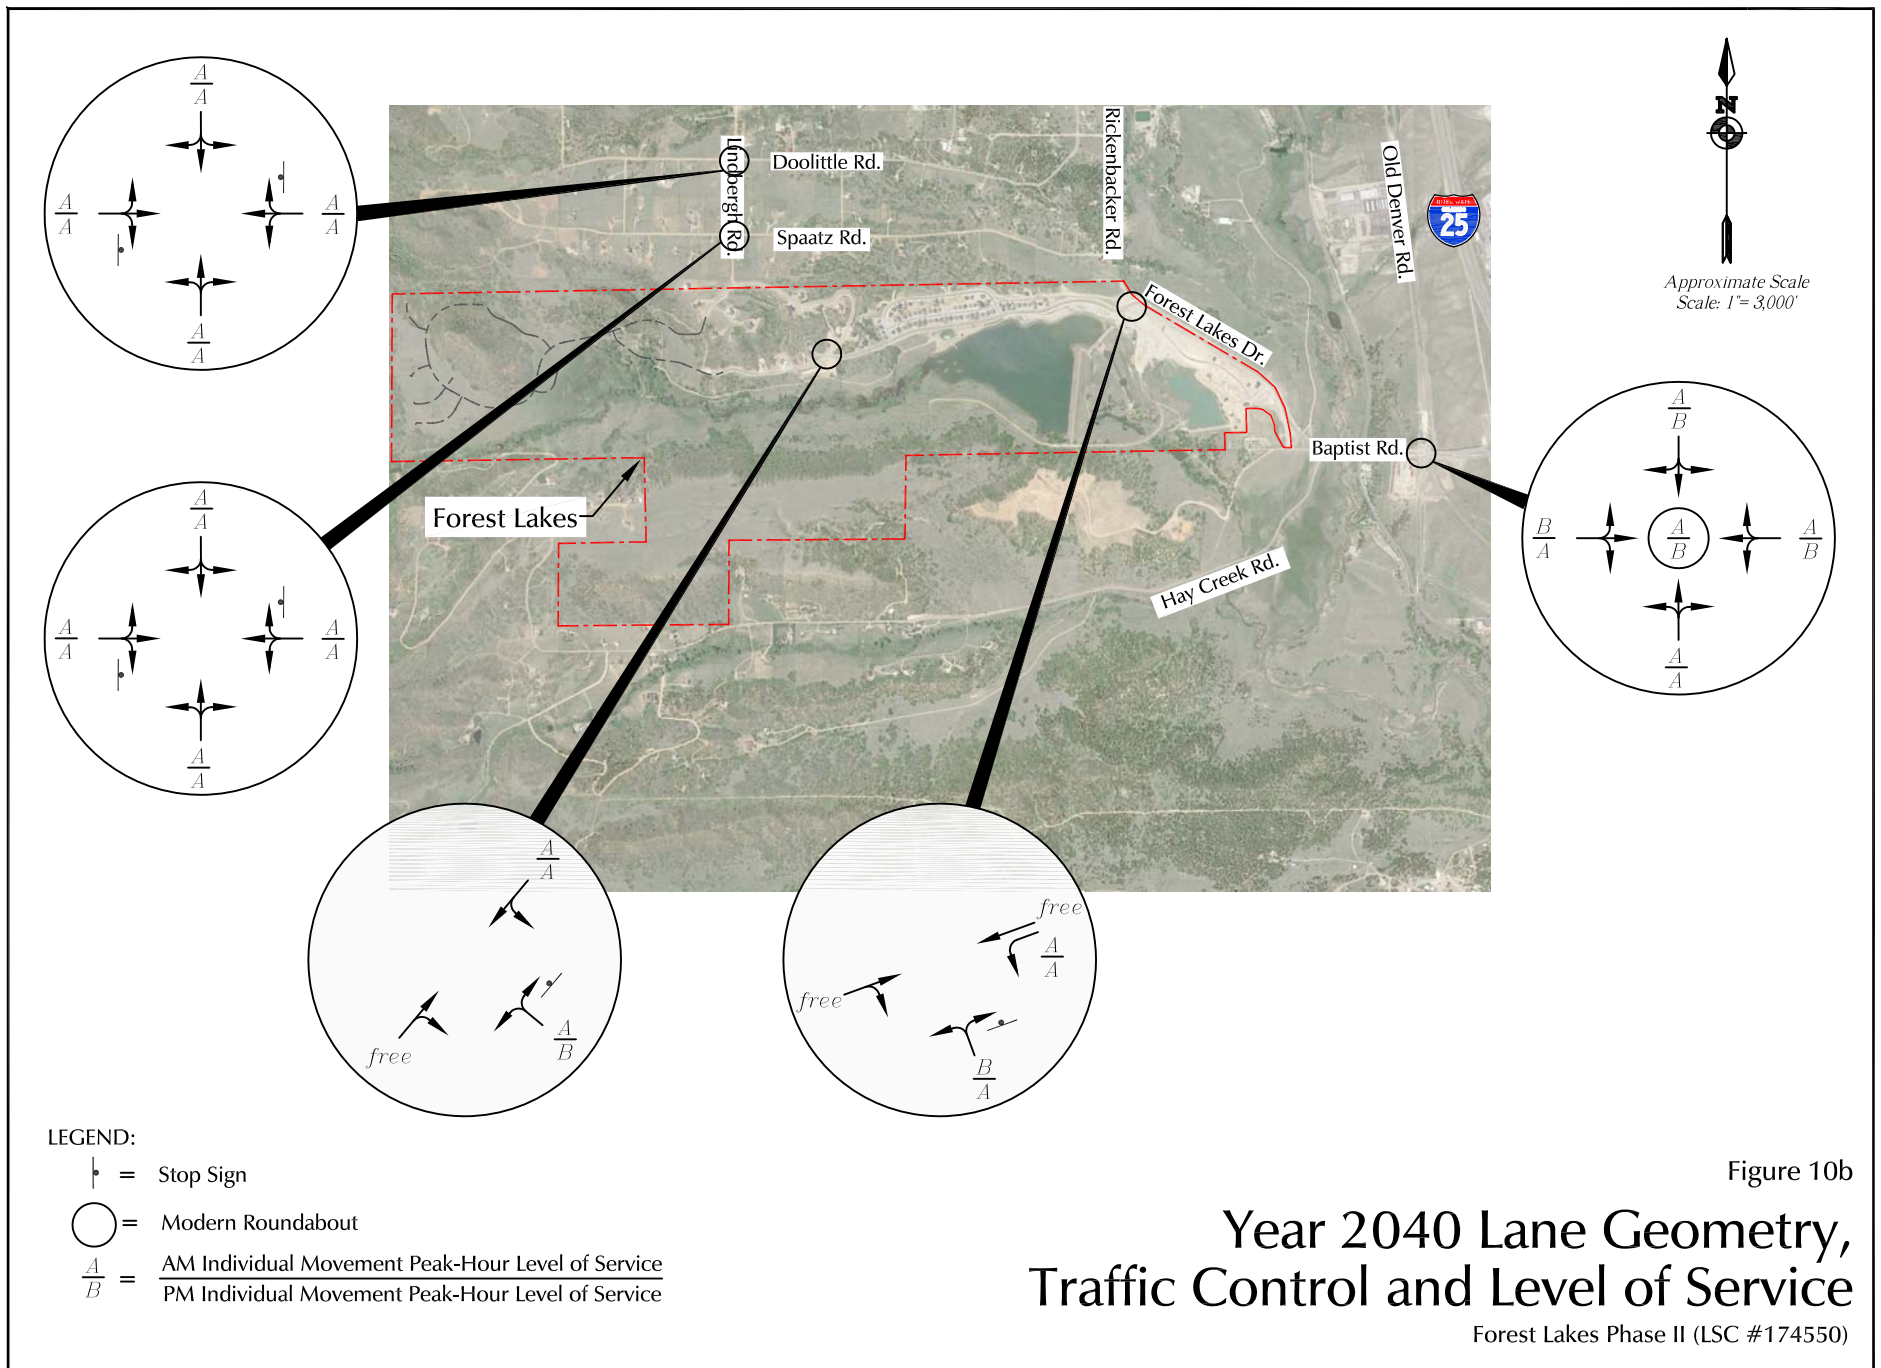 A
A
A
A
A
A
A
A
Lindbergh Rd.
Doolittle Rd.
Spaatz Rd.
Rickenbacker Rd.
Old Denver Rd.
INTERSTATE
25
N
Approximate Scale
Scale: 1"= 3,000'
Forest Lakes Dr.
Baptist Rd.
Forest Lakes
Hay Creek Rd.
A
A
A
A
A
A
A
A
A
B
B
A
A
B
A
B
A
A
A
A
free
A
B
free
A
A
free
B
A
LEGEND:
= Stop Sign
= Modern Roundabout
A
B
= AM Individual Movement Peak-Hour Level of Service
PM Individual Movement Peak-Hour Level of Service
Figure 10b
Year 2040 Lane Geometry,
Traffic Control and Level of Service
Forest Lakes Phase II (LSC #174550)